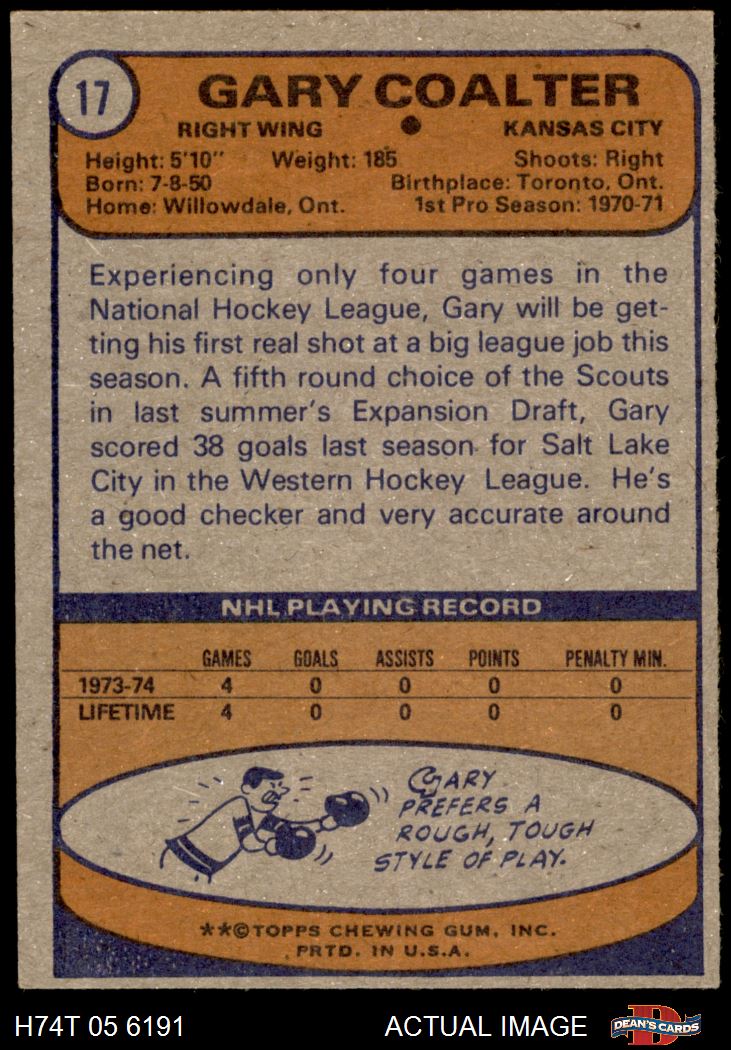 17
GARY COALTER
RIGHT WING ● KANSAS CITY
Height: 5'10" Weight: 185 Shoots: Right
Born: 7-8-50 Birthplace: Toronto, Ont.
Home: Willowdale, Ont. 1st Pro Season: 1970-71
Experiencing only four games in the
National Hockey League, Gary will be get-
ting his first real shot at a big league job this
season. A fifth round choice of the Scouts
in last summer's Expansion Draft, Gary
scored 38 goals last season for Salt Lake
City in the Western Hockey League. He's
a good checker and very accurate around
the net.
NHL PLAYING RECORD
GAMES GOALS ASSISTS POINTS PENALTY MIN.
1973-74 4 0 0 0 0
LIFETIME 4 0 0 0 0
GARY
PREFERS A
ROUGH, TOUGH
STYLE OF PLAY.
**©TOPPS CHEWING GUM, INC.
PRTD. IN U.S.A.
H74T 05 6191 ACTUAL IMAGE D DEAN'S CARDS